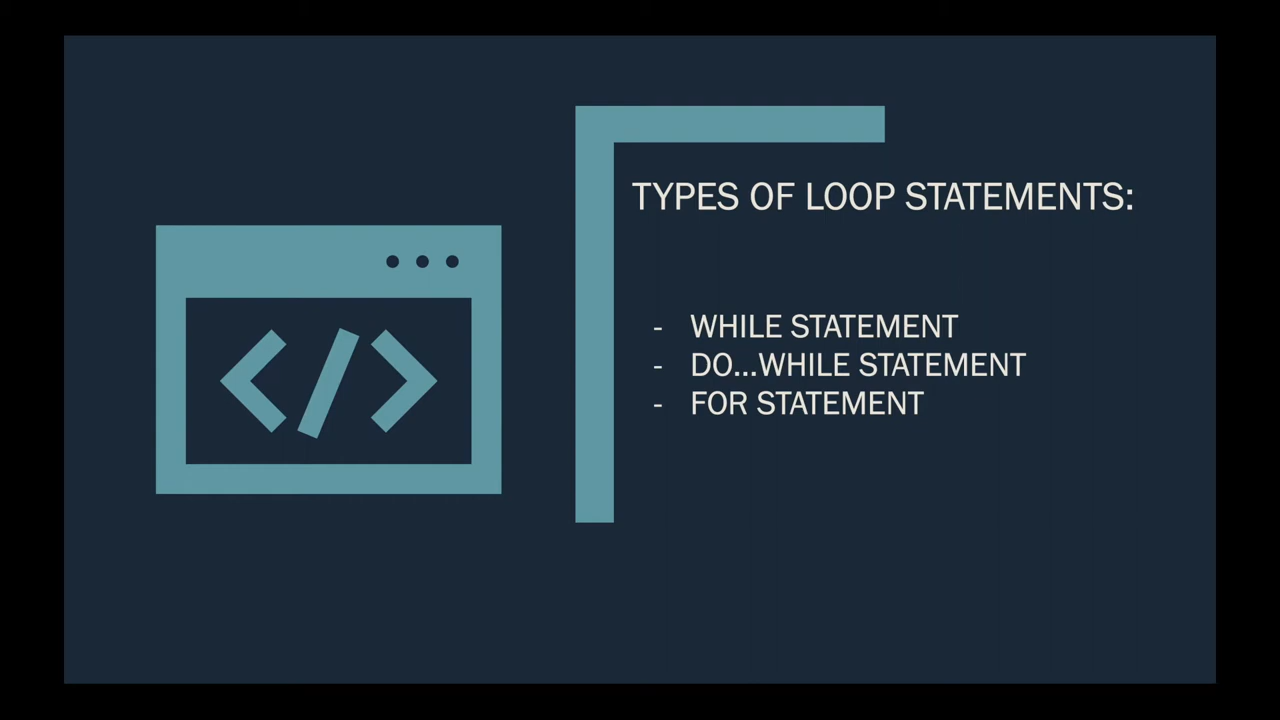 TYPES OF LOOP STATEMENTS:
- WHILE STATEMENT
- DO...WHILE STATEMENT
- FOR STATEMENT